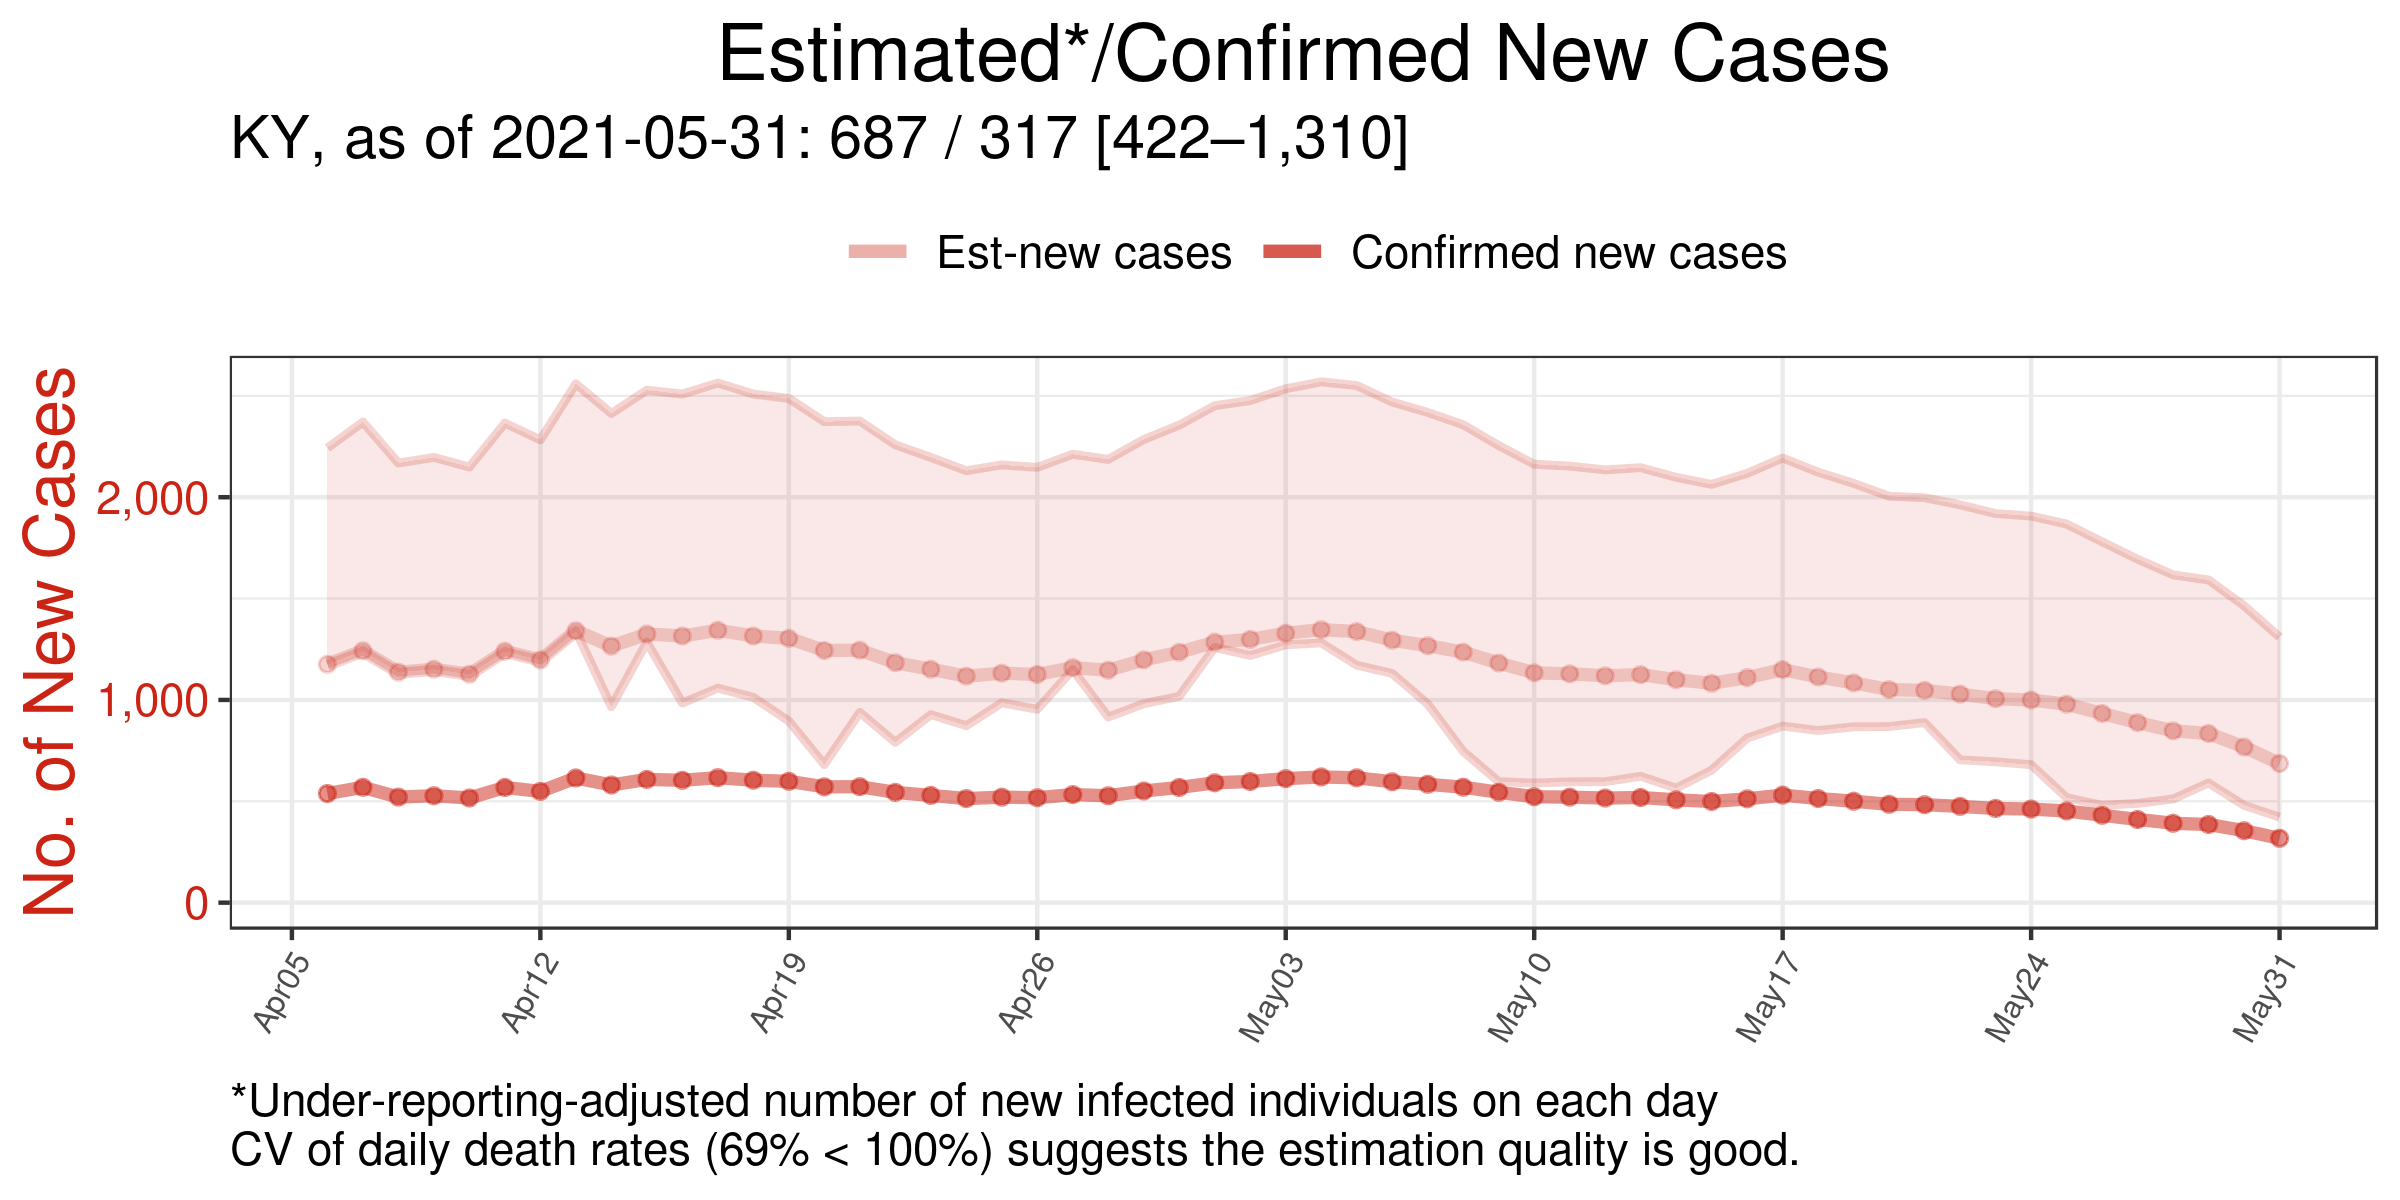 Estimated*/Confirmed New Cases
KY, as of 2021-05-31: 687 / 317 [422–1,310]
Est-new cases
Confirmed new cases
No. of New Cases
2,000
1,000
0
Apr05
Apr12
Apr19
Apr26
May03
May10
May17
May24
May31
*Under-reporting-adjusted number of new infected individuals on each day
CV of daily death rates (69% < 100%) suggests the estimation quality is good.